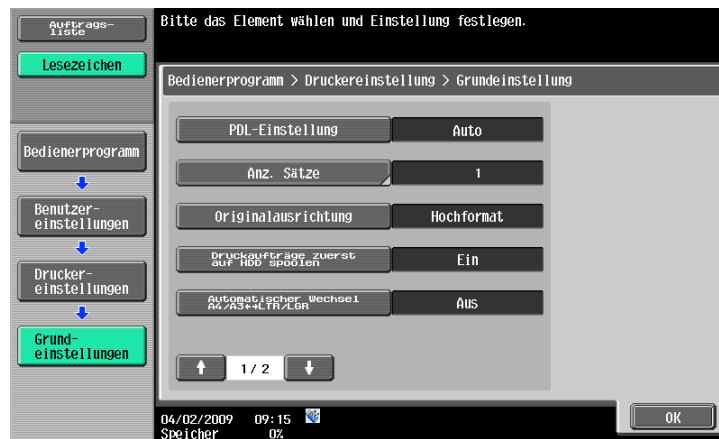 Auftrags-
liste
Lesezeichen
Bedienerprogramm
Benutzer-
einstellungen
Drucker-
einstellungen
Grund-
einstellungen
Bitte das Element wählen und Einstellung festlegen.
Bedienerprogramm > Druckereinstellung > Grundeinstellung
PDL-Einstellung Auto
Anz. Sätze 1
Originalausrichtung Hochformat
Druckaufträge zuerst
auf HDD spoolen Ein
Automatischer Wechsel
A4/A3↔LTR/LGR Aus
↑ 1/ 2 ↓
04/02/2009 09:15
Speicher 0%
OK